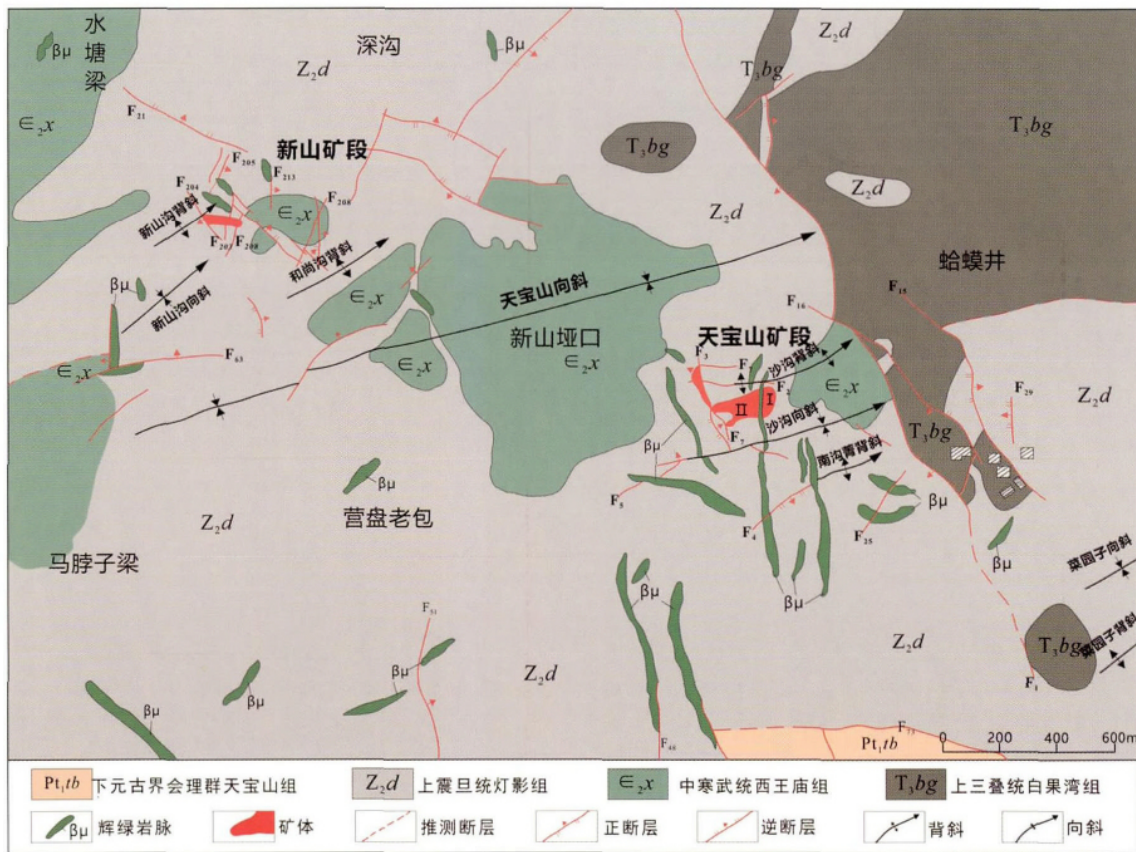 水塘梁
βμ
深沟
βμ
Z₂d
Z₂d
T₃bg
T₃bg
∈₂x
F₂₁
新山矿段
T₃bg
Z₂d
F₂₀₅
F₂₁₃
F₂₀₄
F₂₀₈
∈₂x
Z₂d
新山沟背斜
F₂₀₇
F₂₀₈
和尚沟背斜
蛤蟆井
βμ
新山沟向斜
∈₂x
天宝山向斜
F₁₅
F₁₆
新山垭口
天宝山矿段
F₆₃
∈₂x
∈₂x
∈₂x
F₃
F
沙沟背斜
F₂
∈₂x
Z₂d
F₂₉
I
II
沙沟向斜
F₇
T₃bg
βμ
南沟菁背斜
βμ
βμ
F₅
Z₂d
营盘老包
F₄
F₂₅
马脖子梁
βμ
βμ
βμ
菜园子向斜
F₅₁
Z₂d
T₃bg
菜园子背斜
βμ
Z₂d
βμ
βμ
F₁
F₇₃
0 200 400 600m
F₄₈
Pt₁tb
Pt₁tb 下元古界会理群天宝山组
Z₂d 上震旦统灯影组
∈₂x 中寒武统西王庙组
T₃bg 上三叠统白果湾组
βμ 辉绿岩脉
矿体
推测断层
正断层
逆断层
背斜
向斜